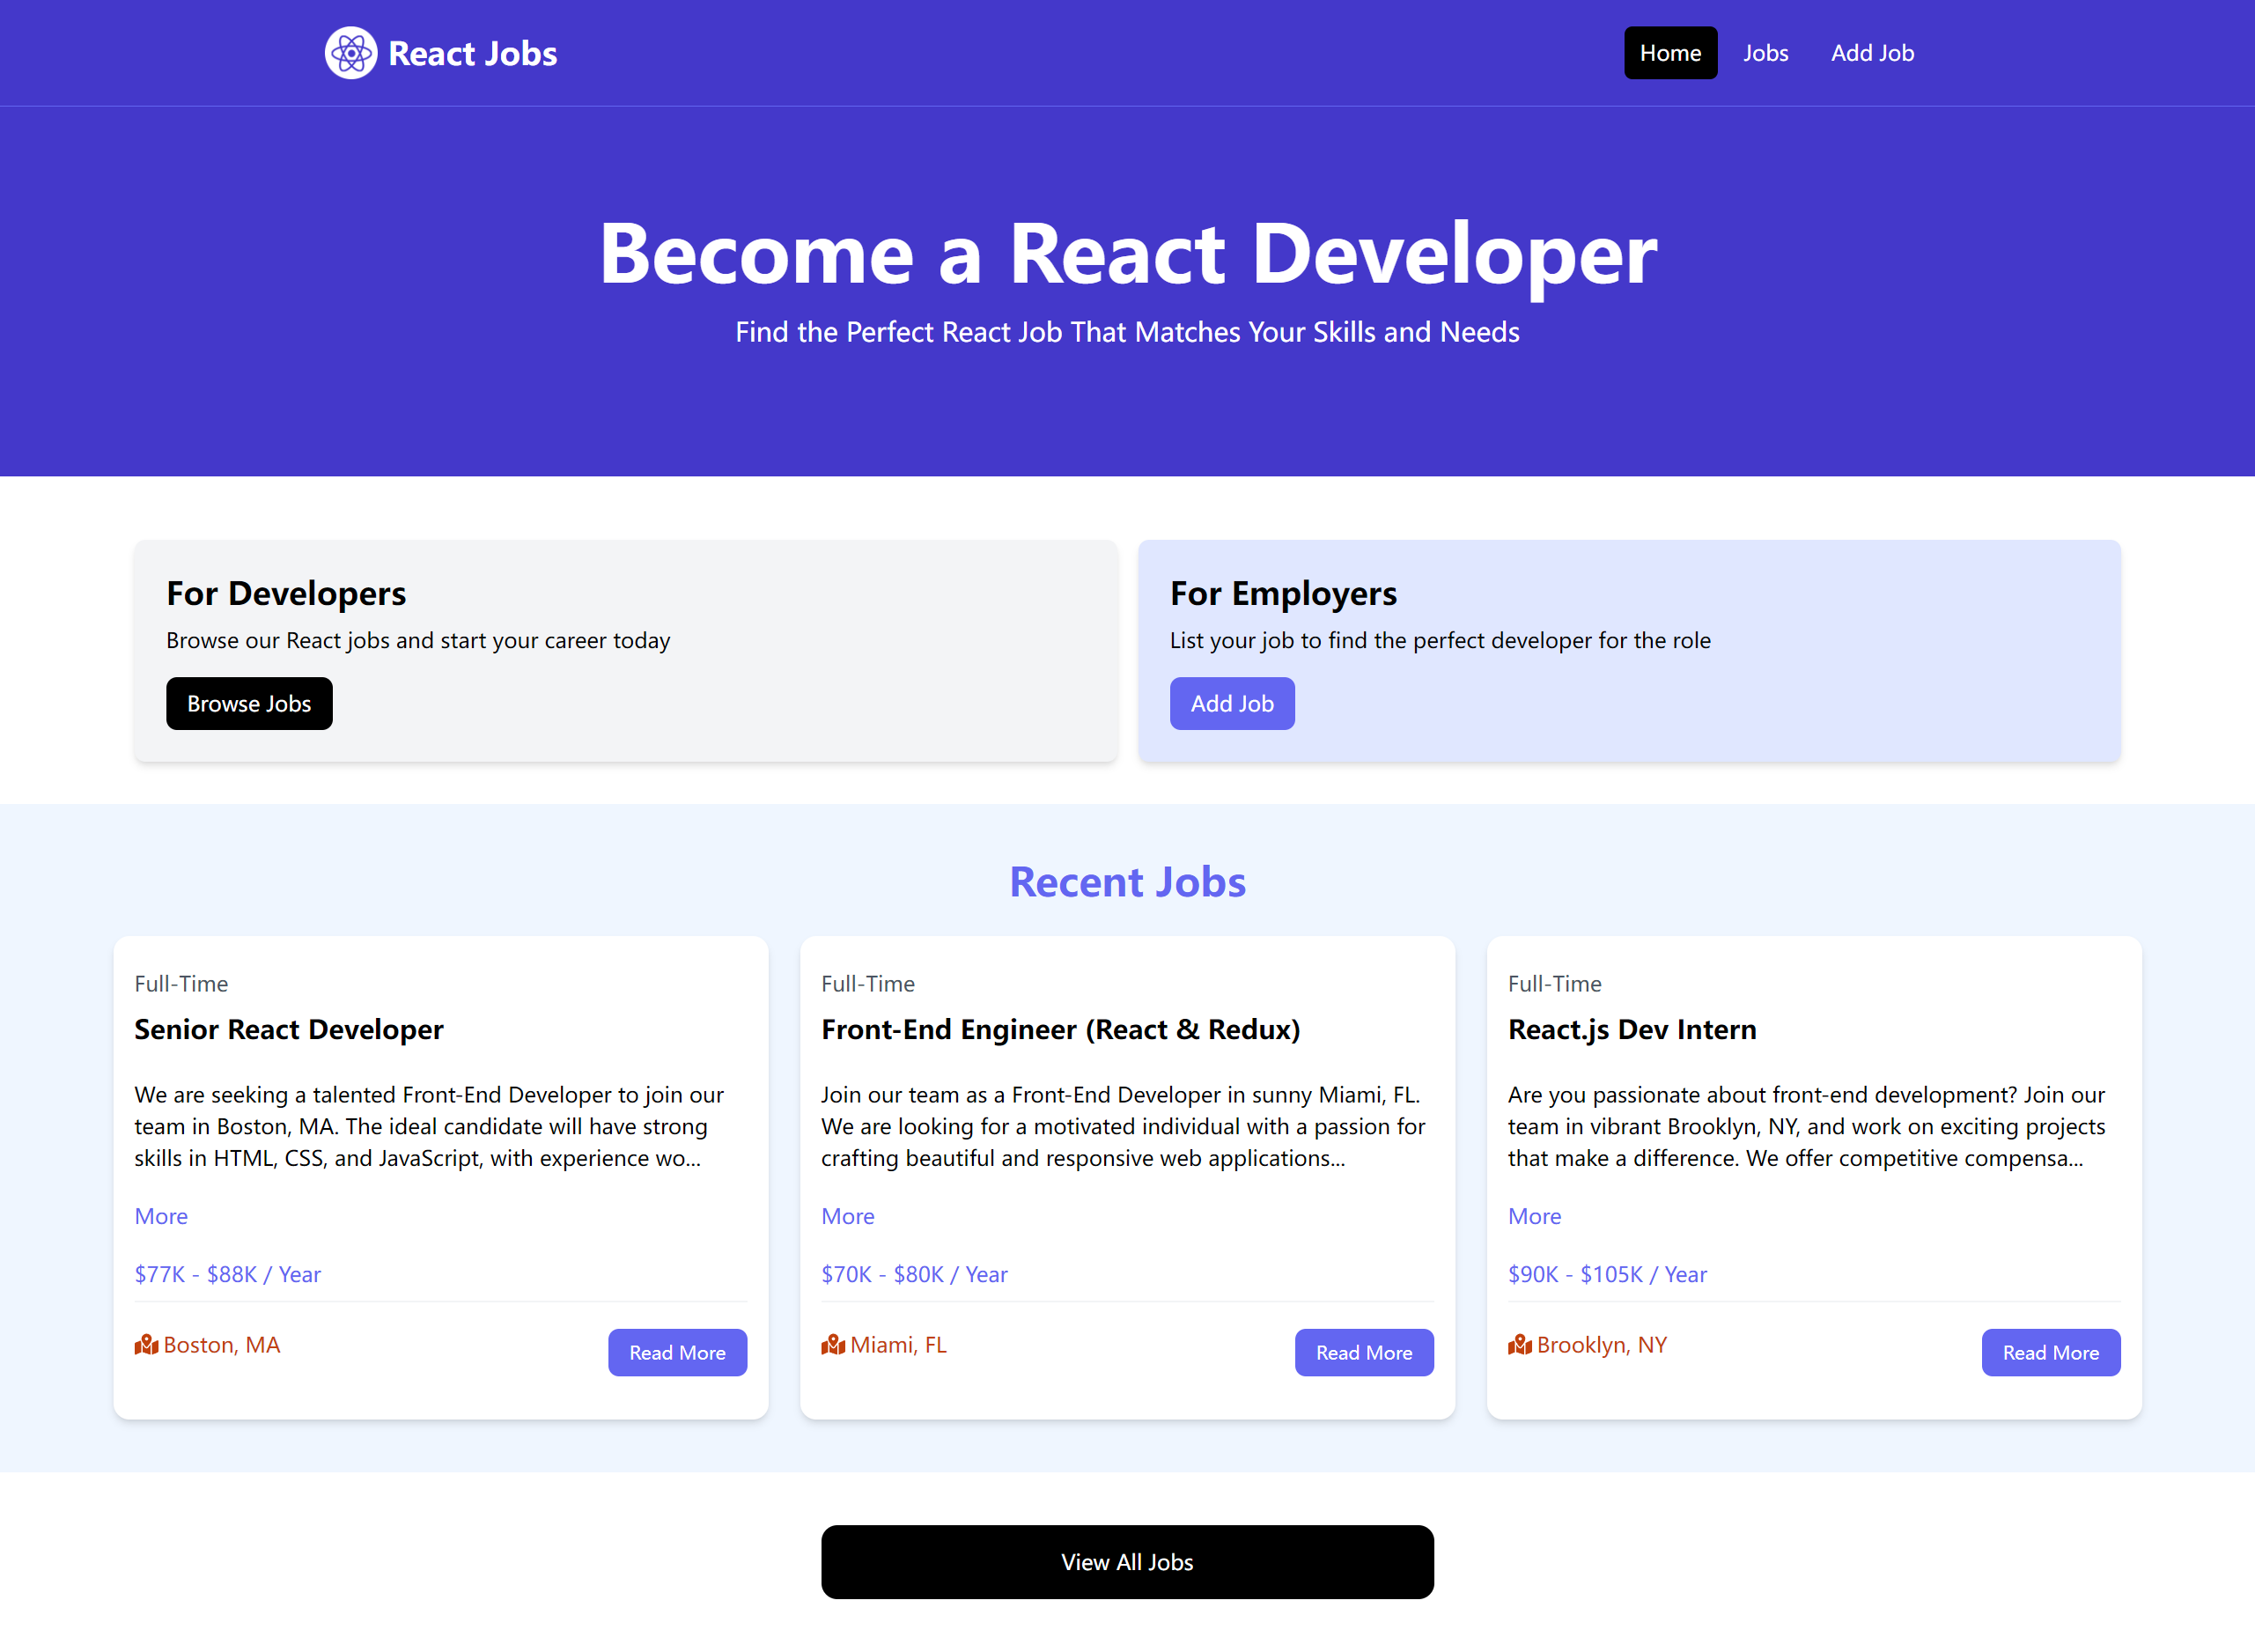 React Jobs
Home
Jobs
Add Job
Become a React Developer
Find the Perfect React Job That Matches Your Skills and Needs
For Developers
Browse our React jobs and start your career today
Browse Jobs
For Employers
List your job to find the perfect developer for the role
Add Job
Recent Jobs
Full-Time
Senior React Developer
We are seeking a talented Front-End Developer to join our
team in Boston, MA. The ideal candidate will have strong
skills in HTML, CSS, and JavaScript, with experience wo...
More
$77K - $88K / Year
Boston, MA
Read More
Full-Time
Front-End Engineer (React & Redux)
Join our team as a Front-End Developer in sunny Miami, FL.
We are looking for a motivated individual with a passion for
crafting beautiful and responsive web applications...
More
$70K - $80K / Year
Miami, FL
Read More
Full-Time
React.js Dev Intern
Are you passionate about front-end development? Join our
team in vibrant Brooklyn, NY, and work on exciting projects
that make a difference. We offer competitive compensa...
More
$90K - $105K / Year
Brooklyn, NY
Read More
View All Jobs